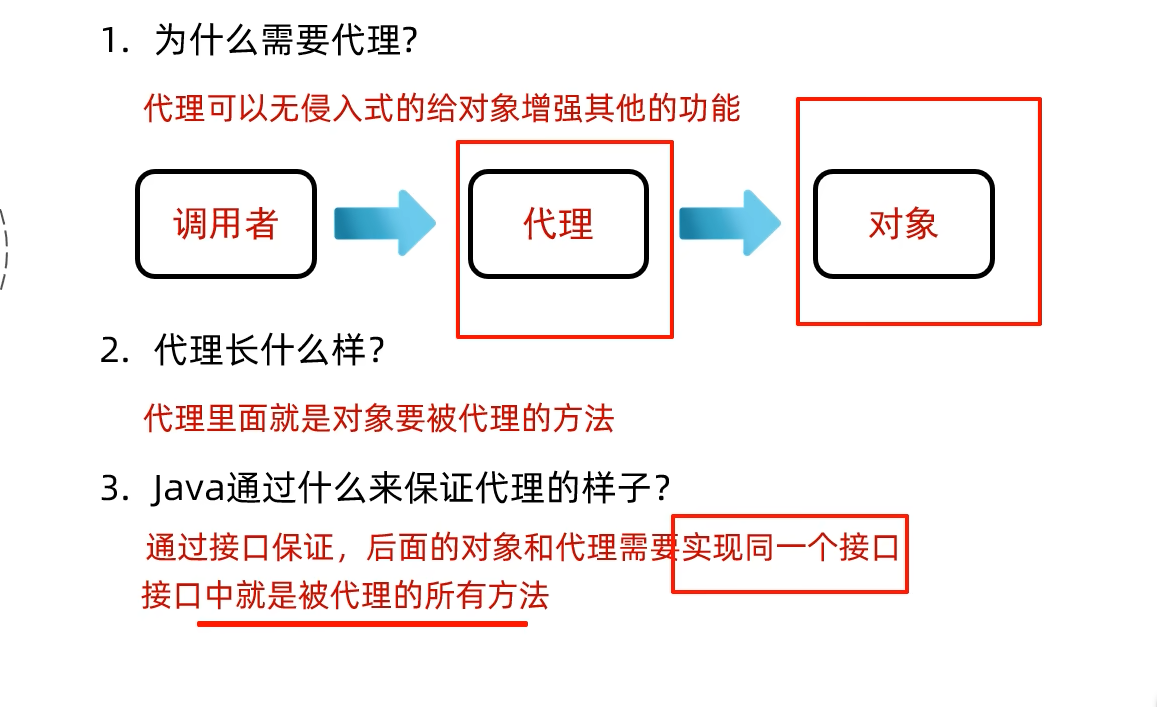 1. 为什么需要代理?
代理可以无侵入式的给对象增强其他的功能
调用者
代理
对象
2. 代理长什么样?
代理里面就是对象要被代理的方法
3. Java通过什么来保证代理的样子?
通过接口保证，后面的对象和代理需要实现同一个接口
接口中就是被代理的所有方法